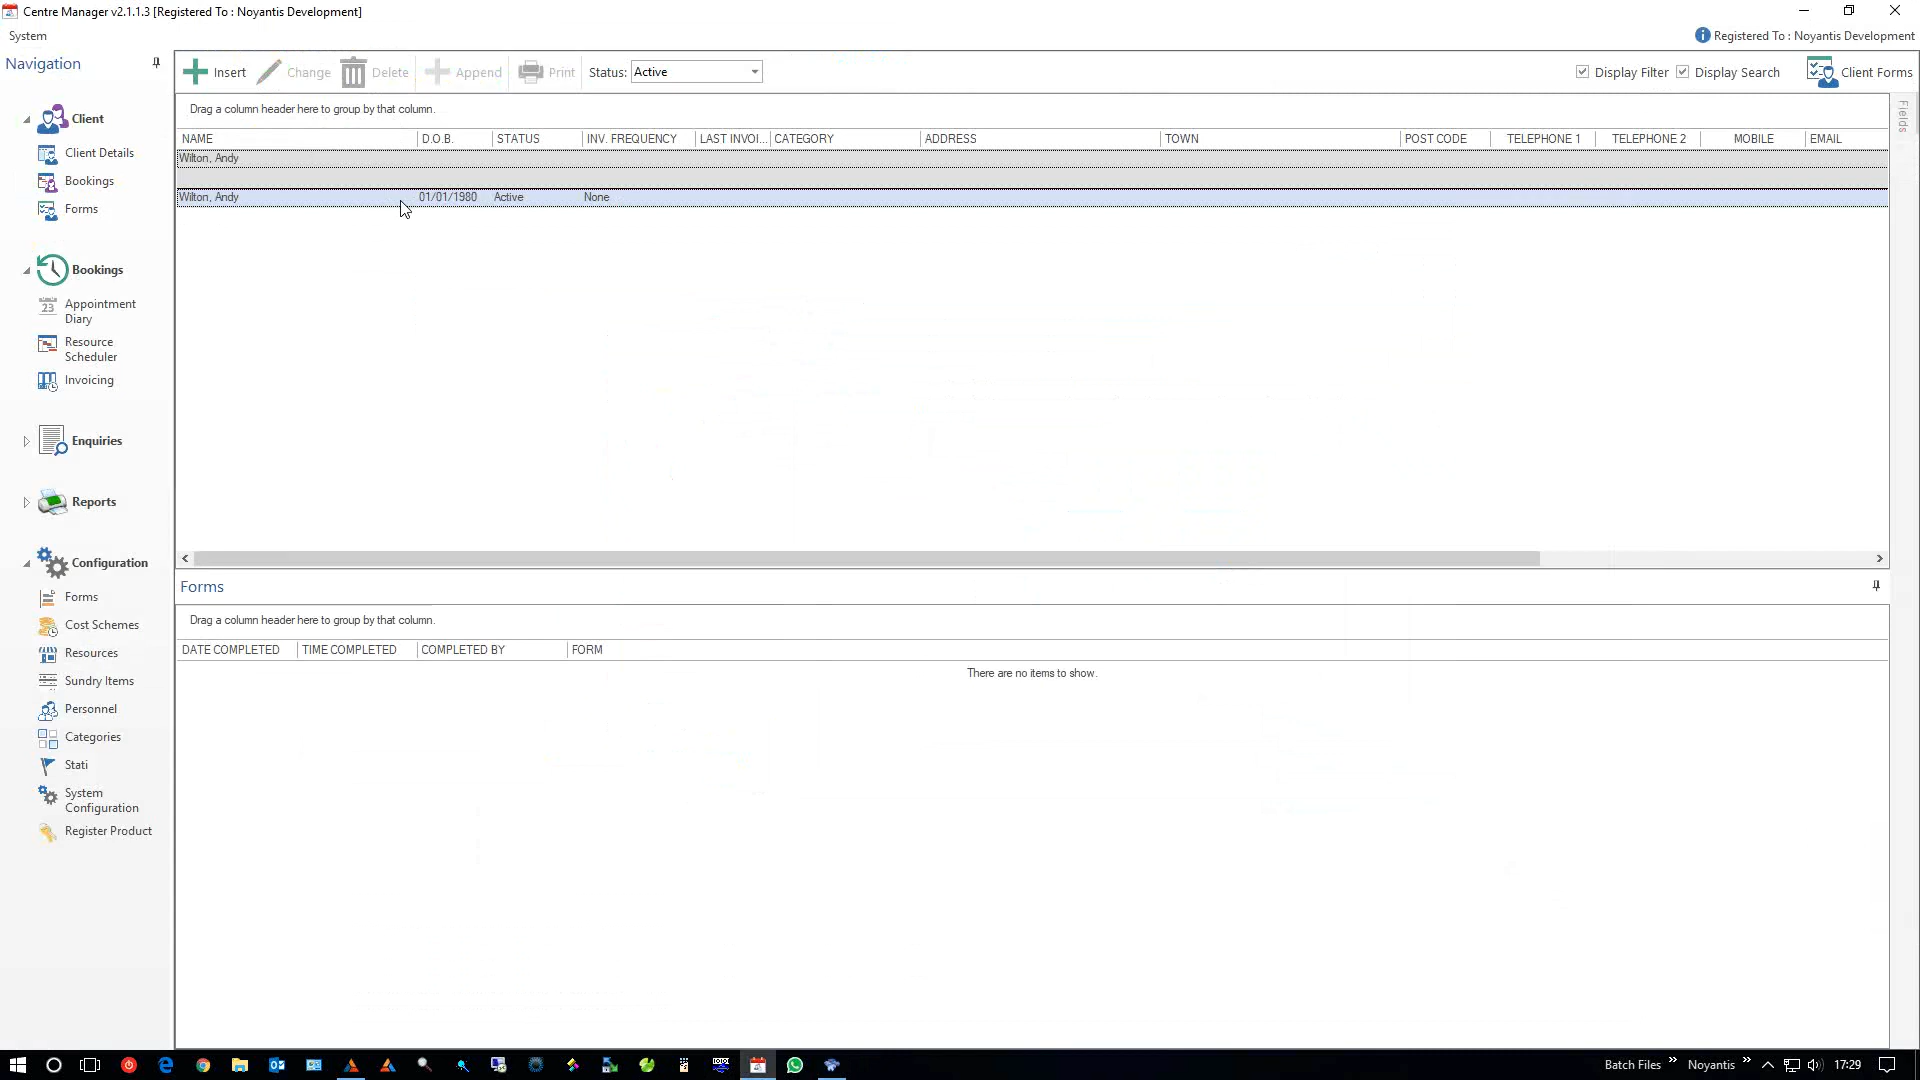 Centre Manager v2.1.1.3 [Registered To : Noyantis Development]
System
Registered To : Noyantis Development
Navigation
Insert
Change
Delete
Append
Print
Status:
Active
Display Filter
Display Search
Client Forms
Fields
Drag a column header here to group by that column.
NAME D.O.B. STATUS INV. FREQUENCY LAST INVOI... CATEGORY ADDRESS TOWN POST CODE TELEPHONE 1 TELEPHONE 2 MOBILE EMAIL
Wilton, Andy
Wilton, Andy 01/01/1980 Active None
Client
Client Details
Bookings
Forms
Bookings
23
Appointment
Diary
Resource
Scheduler
Invoicing
Enquiries
Reports
Configuration
Forms
Cost Schemes
Resources
Sundry Items
Personnel
Categories
Stati
System
Configuration
Register Product
Forms
Drag a column header here to group by that column.
DATE COMPLETED TIME COMPLETED COMPLETED BY FORM
There are no items to show.
Batch Files » Noyantis » 17:29